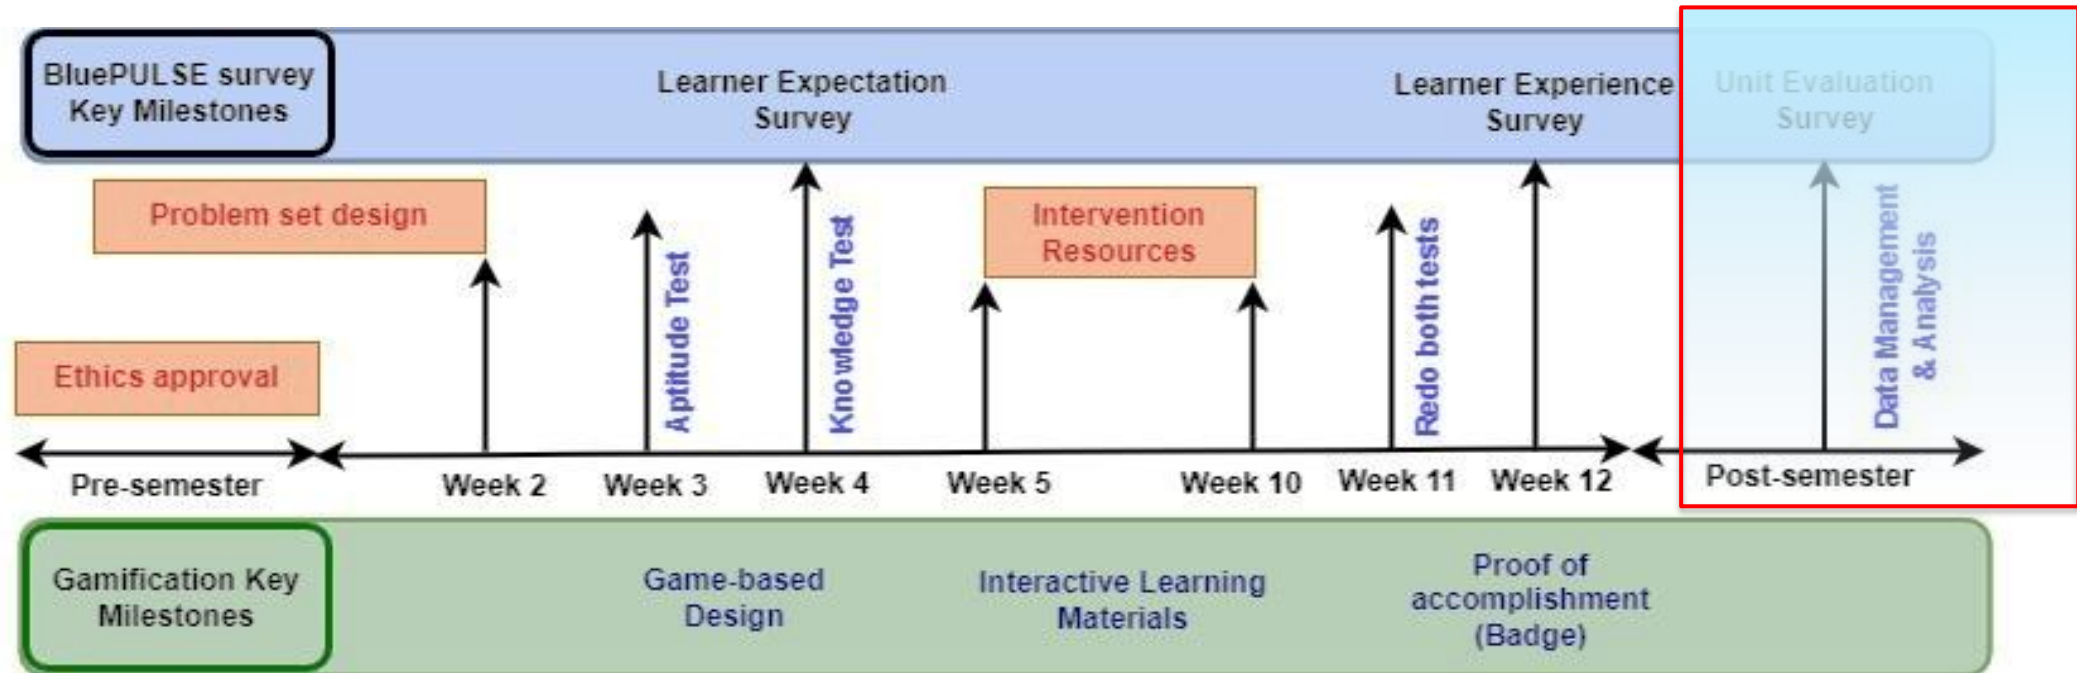 BluePULSE survey
Key Milestones
Learner Expectation
Survey
Learner Experience
Survey
Unit Evaluation
Survey
Problem set design
Ethics approval
Aptitude Test
Knowledge Test
Intervention
Resources
Redo both tests
Data Management
& Analysis
Pre-semester
Week 2
Week 3
Week 4
Week 5
Week 10
Week 11
Week 12
Post-semester
Gamification Key
Milestones
Game-based
Design
Interactive Learning
Materials
Proof of
accomplishment
(Badge)